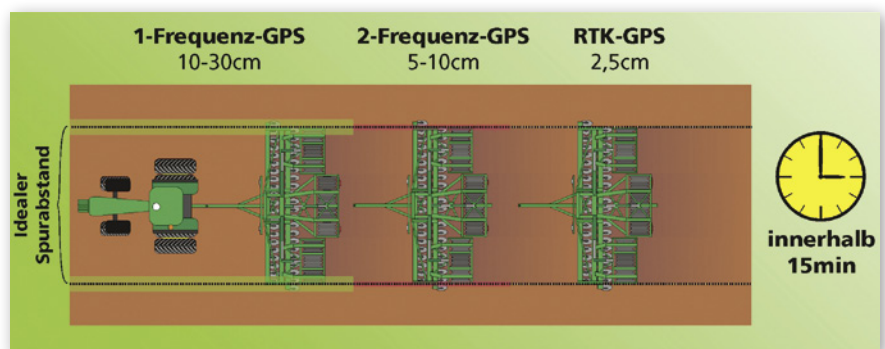 1-Frequenz-GPS
10-30cm
2-Frequenz-GPS
5-10cm
RTK-GPS
2,5cm
Idealer
Spurabstand
innerhalb
15min